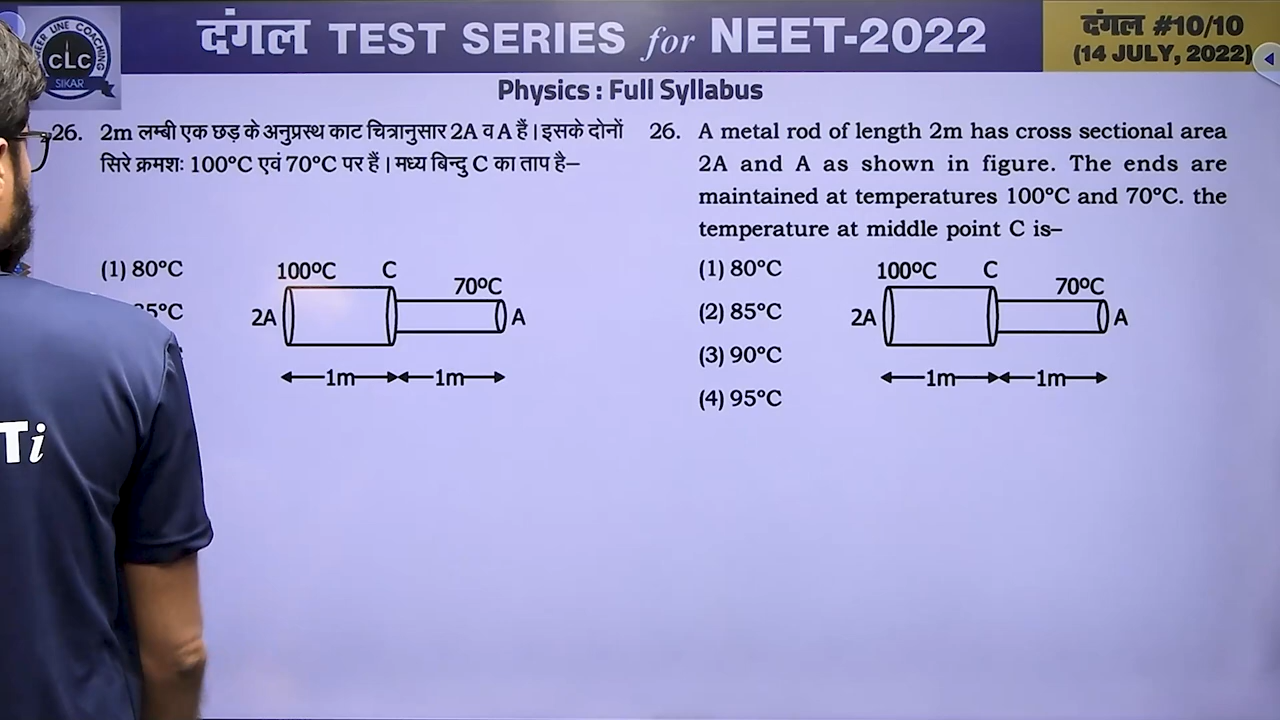 दंगल TEST SERIES for NEET-2022
दंगल #10/10
(14 JULY, 2022)
LINE COACHING
CLC
SIKAR
Physics : Full Syllabus
26. 2m लम्बी एक छड़ के अनुप्रस्थ काट चित्रानुसार 2A व A हैं। इसके दोनों
सिरे क्रमशः 100°C एवं 70°C पर हैं। मध्य बिन्दु C का ताप है–
(1) 80°C
5°C
100°C C
70°C
2A A
1m 1m
26. A metal rod of length 2m has cross sectional area
2A and A as shown in figure. The ends are
maintained at temperatures 100°C and 70°C. the
temperature at middle point C is–
(1) 80°C
(2) 85°C
(3) 90°C
(4) 95°C
100°C C
70°C
2A A
1m 1m
Ti